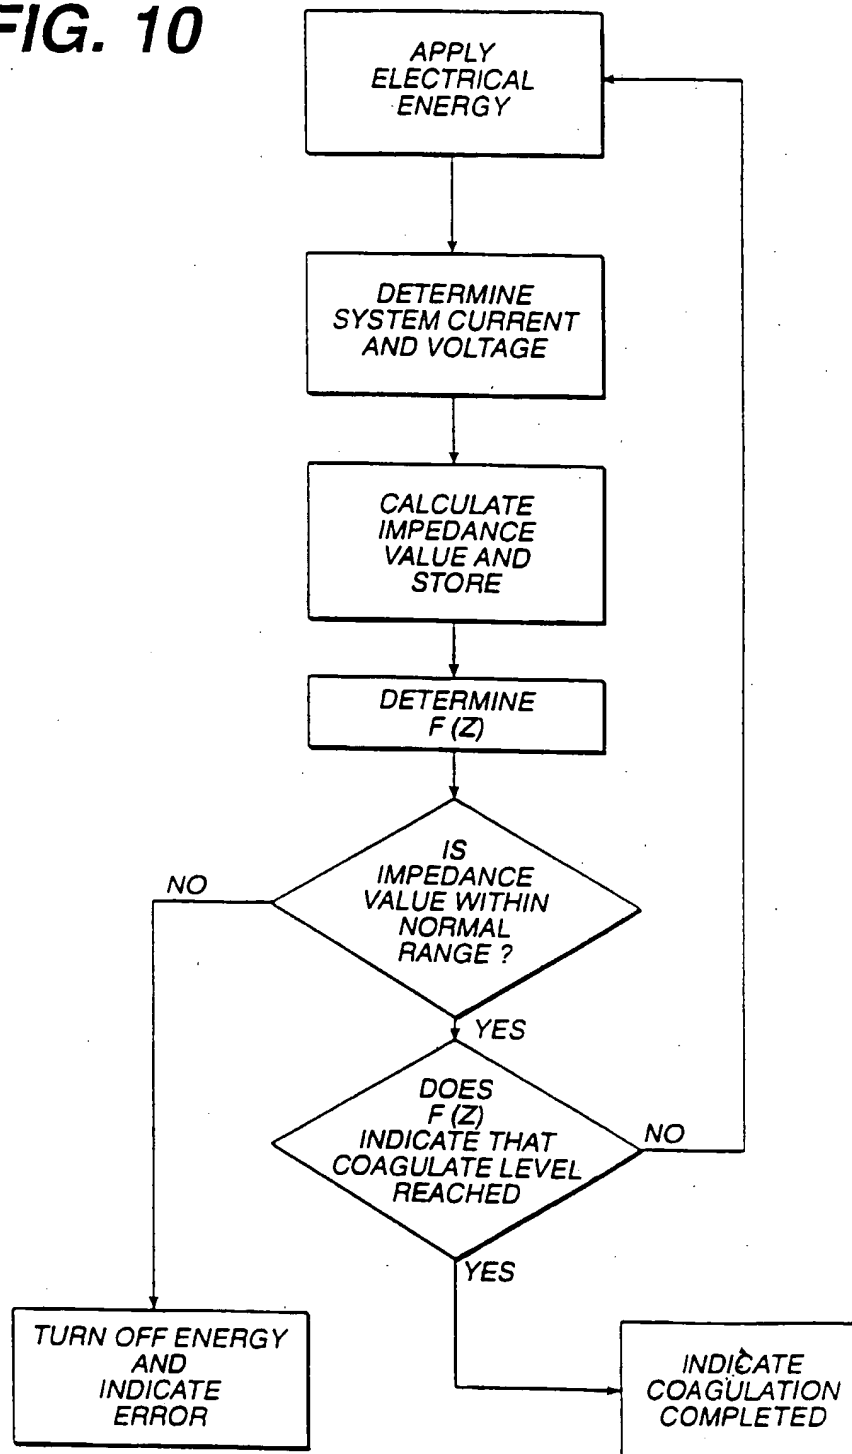 FIG. 10
APPLY
ELECTRICAL
ENERGY
DETERMINE
SYSTEM CURRENT
AND VOLTAGE
CALCULATE
IMPEDANCE
VALUE AND
STORE
DETERMINE
F (Z)
IS
IMPEDANCE
VALUE WITHIN
NORMAL
RANGE ?
NO
YES
DOES
F (Z)
INDICATE THAT
COAGULATE LEVEL
REACHED
NO
YES
TURN OFF ENERGY
AND
INDICATE
ERROR
INDICATE
COAGULATION
COMPLETED